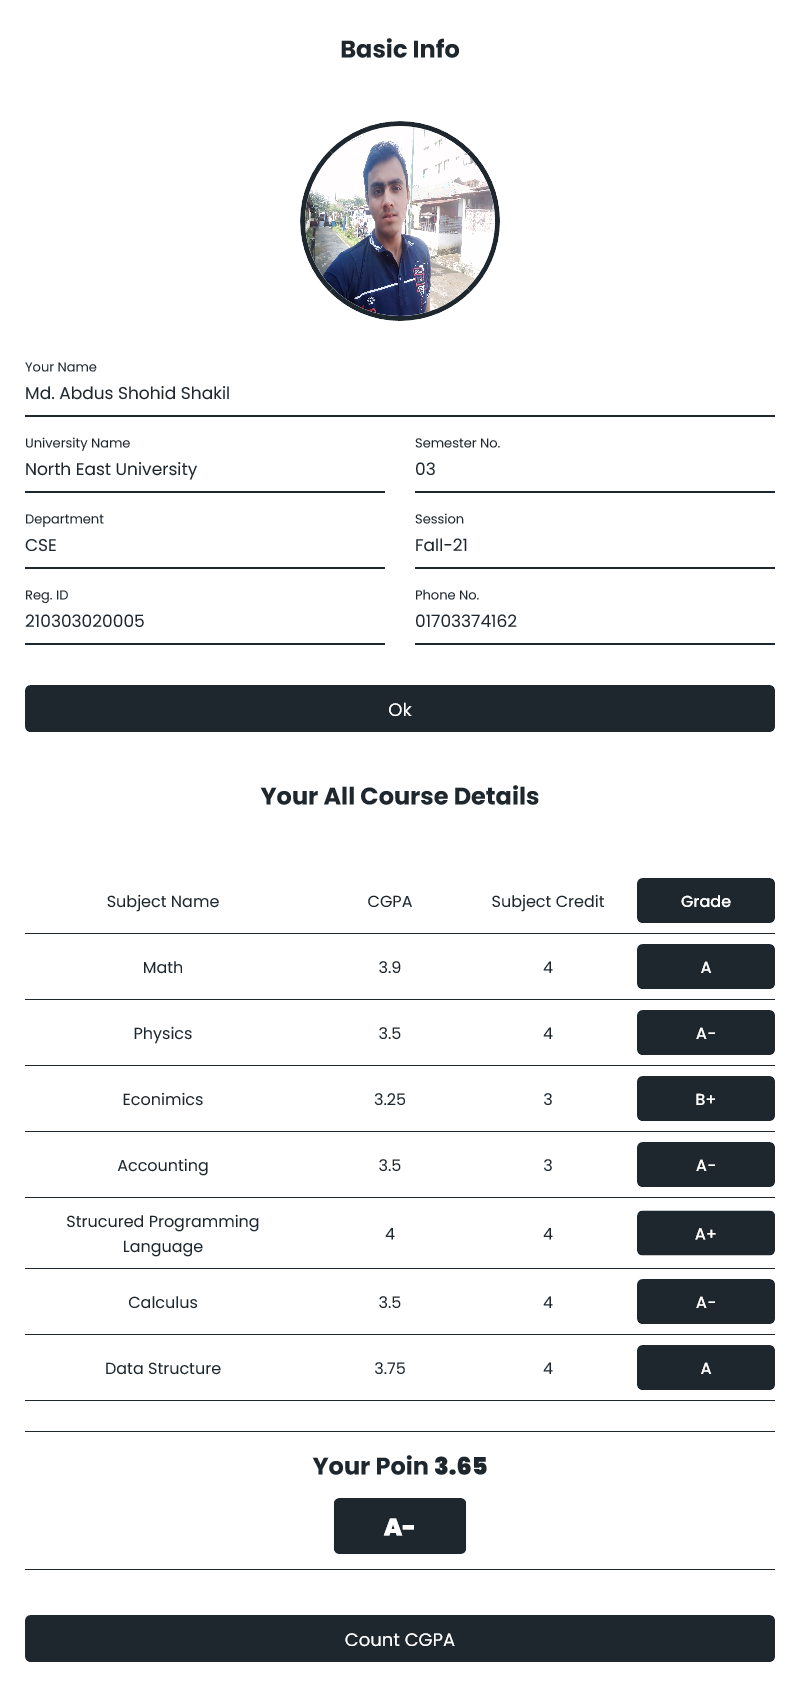 Basic Info
Your Name
Md. Abdus Shohid Shakil
University Name
North East University
Semester No.
03
Department
CSE
Session
Fall-21
Reg. ID
210303020005
Phone No.
01703374162
Ok
Your All Course Details
Subject Name CGPA Subject Credit Grade
Math 3.9 4 A
Physics 3.5 4 A-
Econimics 3.25 3 B+
Accounting 3.5 3 A-
Strucured Programming
Language 4 4 A+
Calculus 3.5 4 A-
Data Structure 3.75 4 A
Your Poin 3.65
A-
Count CGPA